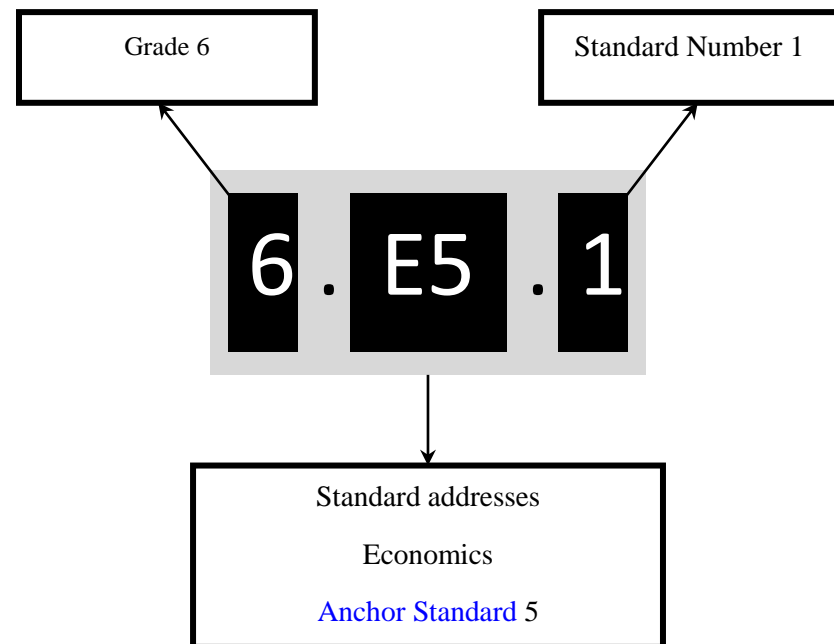 Grade 6
Standard Number 1
6 . E5 . 1
Standard addresses
Economics
Anchor Standard 5